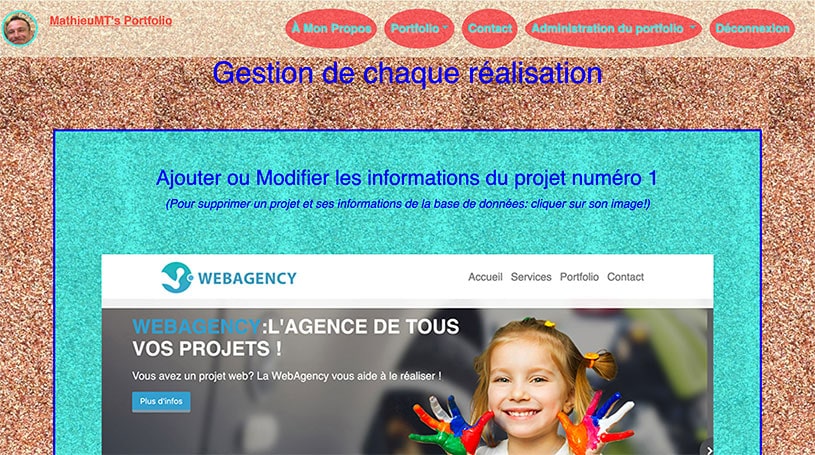 MathieuMT's Portfolio
À Mon Propos
Portfolio
Contact
Administration du portfolio
Déconnexion
Gestion de chaque réalisation
Ajouter ou Modifier les informations du projet numéro 1
(Pour supprimer un projet et ses informations de la base de données: cliquer sur son image!)
WEBAGENCY
Accueil Services Portfolio Contact
WEBAGENCY:L'AGENCE DE TOUS
VOS PROJETS !
Vous avez un projet web? La WebAgency vous aide à le réaliser !
Plus d'infos